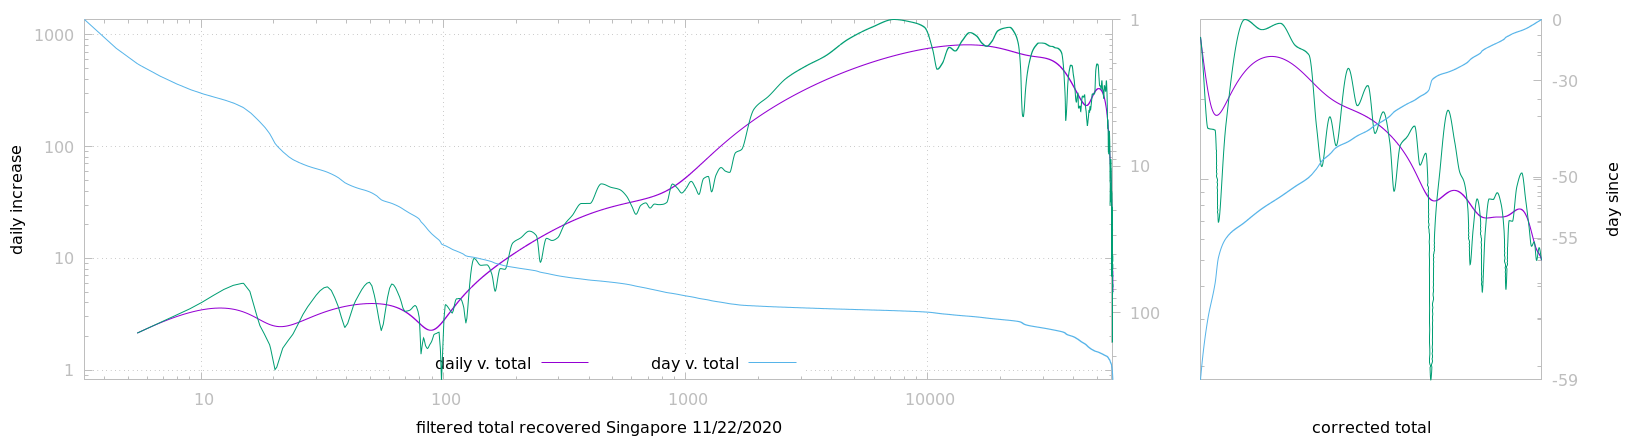 1000
100
10
1
daily increase
10
100
1000
10000
filtered total recovered Singapore 11/22/2020
daily v. total
day v. total
1
10
100
0
-30
-50
-55
-59
day since
corrected total